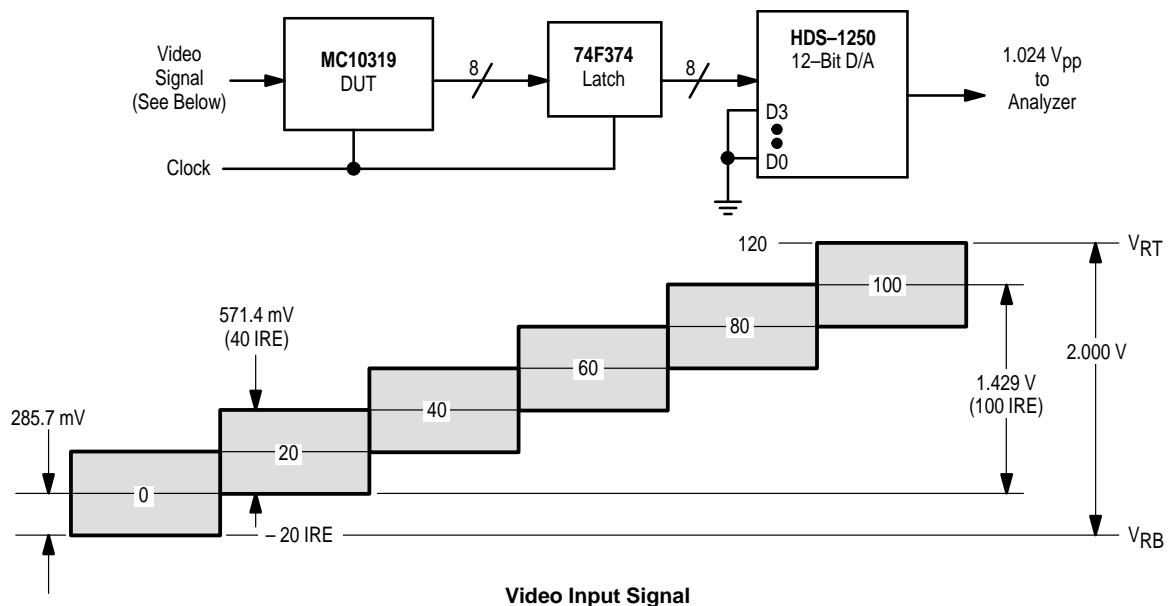 Video
Signal
(See Below)
MC10319
DUT
8
74F374
Latch
8
HDS–1250
12–Bit D/A
D3
D0
1.024 Vpp
to
Analyzer
Clock
120
VRT
100
571.4 mV
(40 IRE)
80
2.000 V
60
1.429 V
(100 IRE)
285.7 mV
40
20
0
– 20 IRE
VRB
Video Input Signal